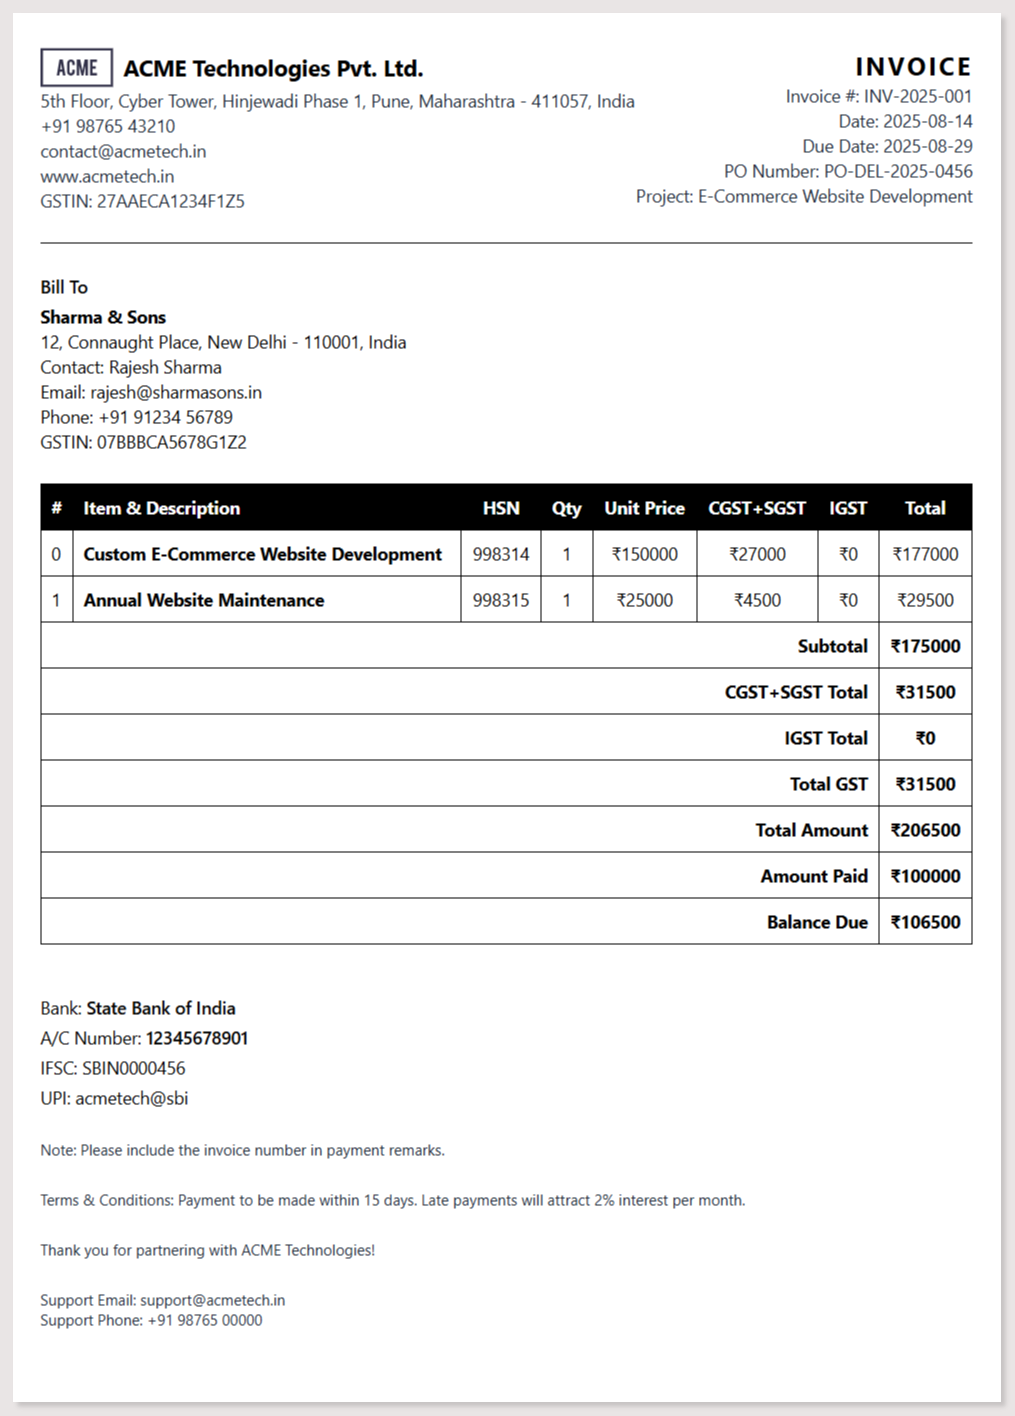 ACME ACME Technologies Pvt. Ltd.
5th Floor, Cyber Tower, Hinjewadi Phase 1, Pune, Maharashtra - 411057, India
+91 98765 43210
contact@acmetech.in
www.acmetech.in
GSTIN: 27AAECA1234F1Z5
INVOICE
Invoice #: INV-2025-001
Date: 2025-08-14
Due Date: 2025-08-29
PO Number: PO-DEL-2025-0456
Project: E-Commerce Website Development
Bill To
Sharma & Sons
12, Connaught Place, New Delhi - 110001, India
Contact: Rajesh Sharma
Email: rajesh@sharmasons.in
Phone: +91 91234 56789
GSTIN: 07BBBCA5678G1Z2
# Item & Description HSN Qty Unit Price CGST+SGST IGST Total
0 Custom E-Commerce Website Development 998314 1 ₹150000 ₹27000 ₹0 ₹177000
1 Annual Website Maintenance 998315 1 ₹25000 ₹4500 ₹0 ₹29500
Subtotal ₹175000
CGST+SGST Total ₹31500
IGST Total ₹0
Total GST ₹31500
Total Amount ₹206500
Amount Paid ₹100000
Balance Due ₹106500
Bank: State Bank of India
A/C Number: 12345678901
IFSC: SBIN0000456
UPI: acmetech@sbi
Note: Please include the invoice number in payment remarks.
Terms & Conditions: Payment to be made within 15 days. Late payments will attract 2% interest per month.
Thank you for partnering with ACME Technologies!
Support Email: support@acmetech.in
Support Phone: +91 98765 00000